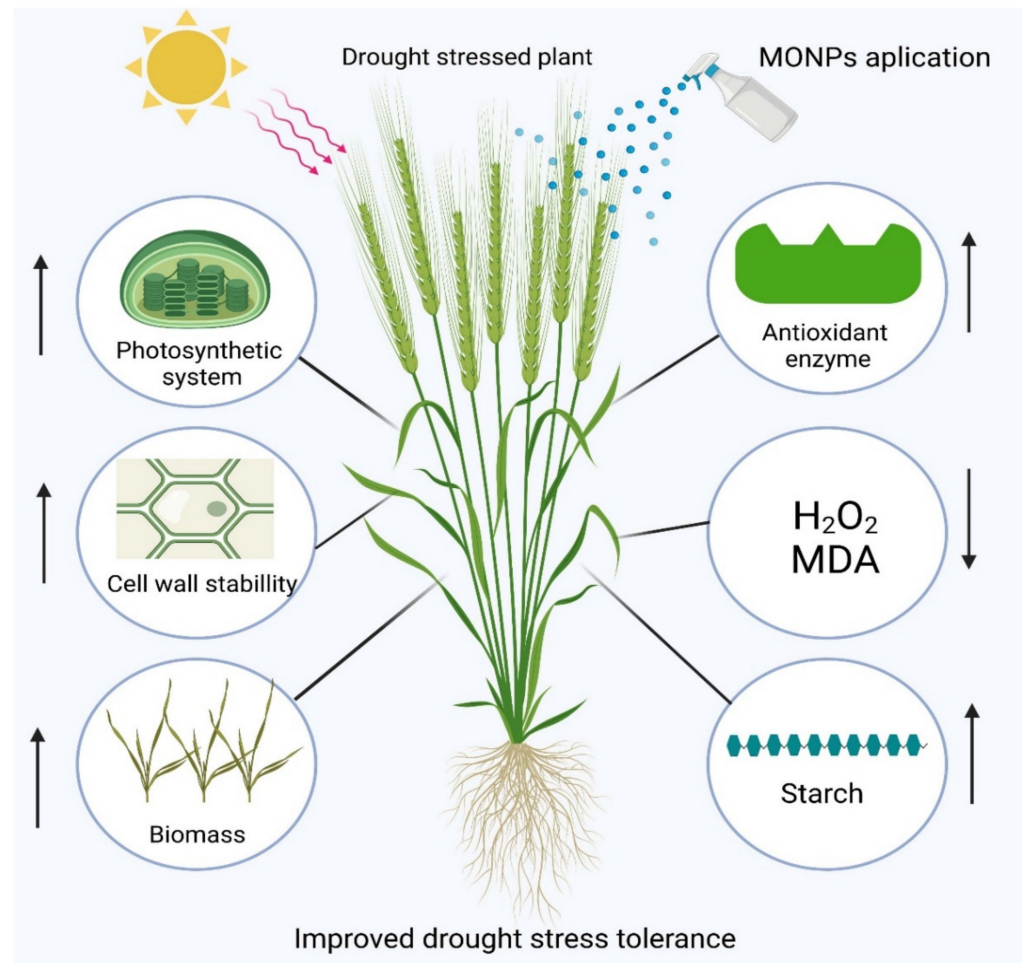 Drought stressed plant
MONPs aplication
Photosynthetic
system
Antioxidant
enzyme
Cell wall stabillity
H₂O₂
MDA
Biomass
Starch
Improved drought stress tolerance